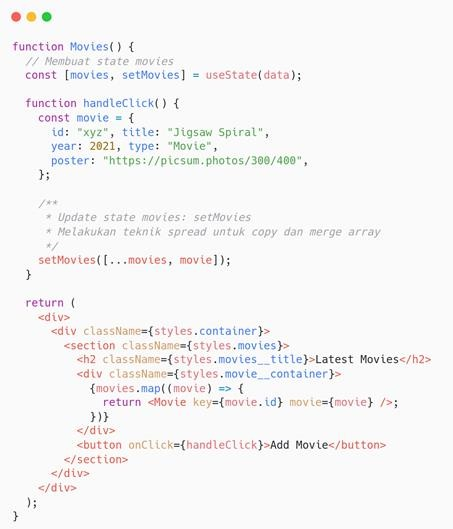 function Movies() {
  // Membuat state movies
  const [movies, setMovies] = useState(data);

  function handleClick() {
    const movie = {
      id: "xyz", title: "Jigsaw Spiral",
      year: 2021, type: "Movie",
      poster: "https://picsum.photos/300/400",
    };

    /**
     * Update state movies: setMovies
     * Melakukan teknik spread untuk copy dan merge array
     */
    setMovies([...movies, movie]);
  }

  return (
    <div>
      <div className={styles.container}>
        <section className={styles.movies}>
          <h2 className={styles.movies__title}>Latest Movies</h2>
          <div className={styles.movie__container}>
            {movies.map((movie) => {
              return <Movie key={movie.id} movie={movie} />;
            })}
          </div>
          <button onClick={handleClick}>Add Movie</button>
        </section>
      </div>
    </div>
  );
}